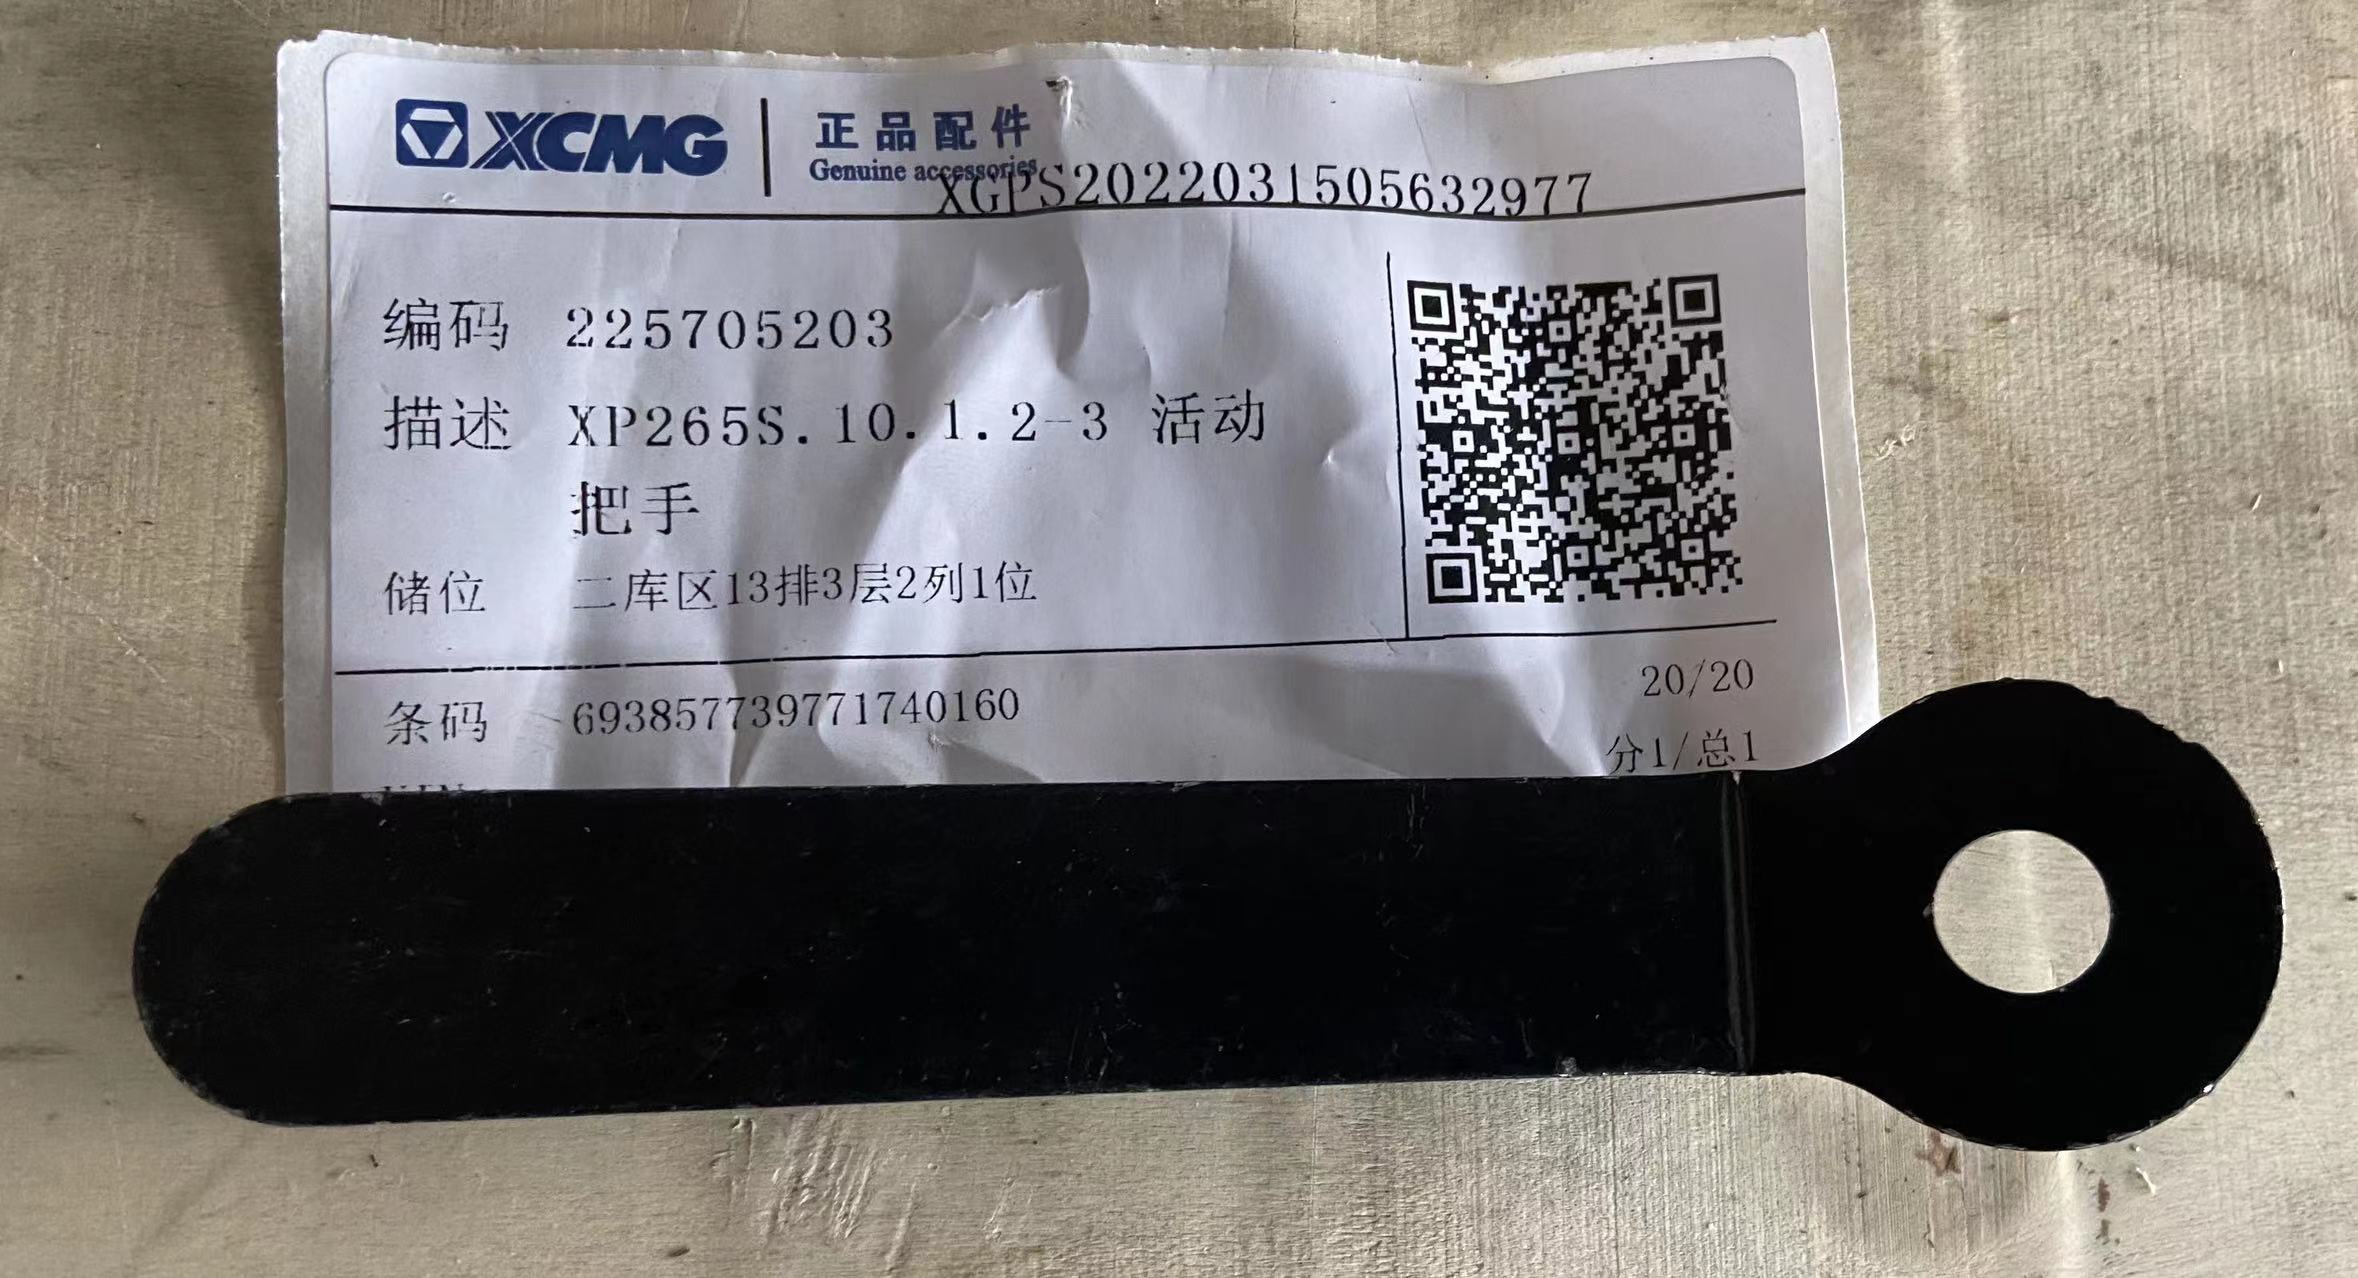 XCMG 正品配件
Genuine accessories
XGPS2022031505632977
编码 225705203
描述 XP265S.10.1.2-3 活动
把手
储位 二库区13排3层2列1位
条码 693857739771740160
20/20
分1/总1